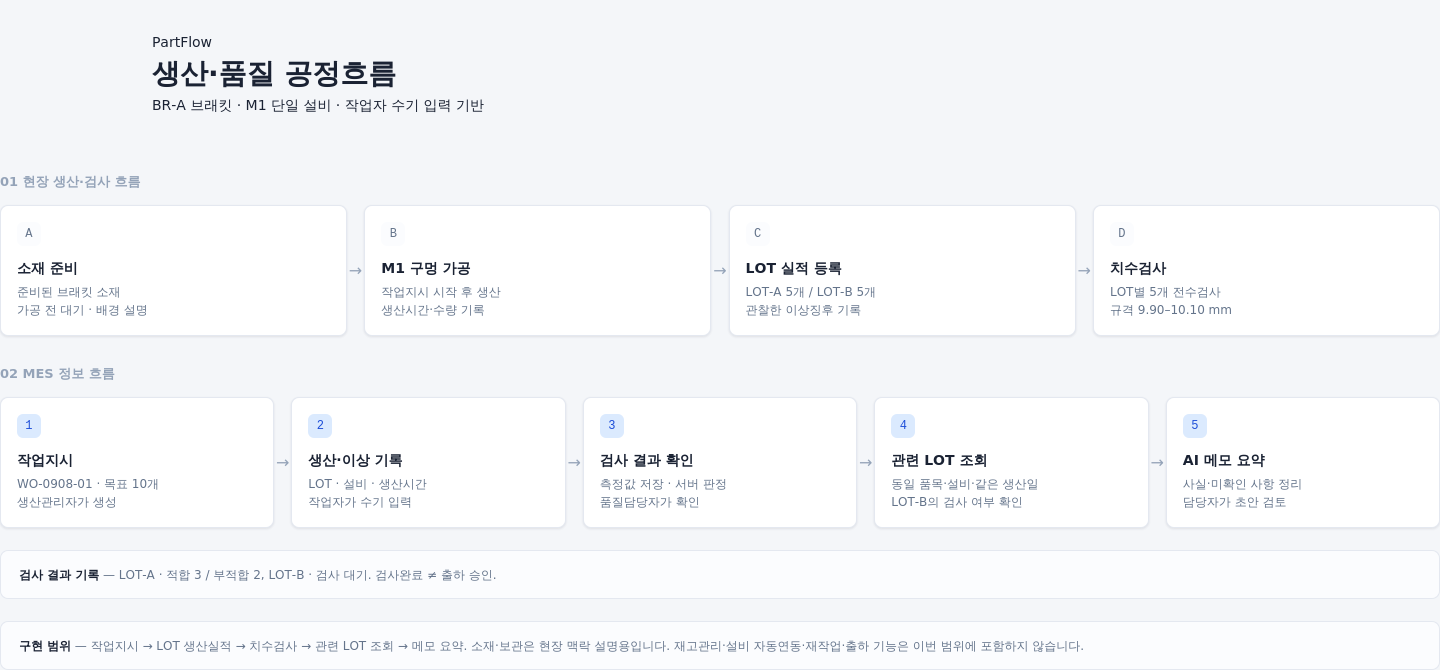 PartFlow
생산·품질 공정흐름
BR-A 브래킷 · M1 단일 설비 · 작업자 수기 입력 기반
01 현장 생산·검사 흐름
A
소재 준비
준비된 브래킷 소재
가공 전 대기 · 배경 설명
→
B
M1 구멍 가공
작업지시 시작 후 생산
생산시간·수량 기록
→
C
LOT 실적 등록
LOT-A 5개 / LOT-B 5개
관찰한 이상징후 기록
→
D
치수검사
LOT별 5개 전수검사
규격 9.90–10.10 mm
02 MES 정보 흐름
1
작업지시
WO-0908-01 · 목표 10개
생산관리자가 생성
→
2
생산·이상 기록
LOT · 설비 · 생산시간
작업자가 수기 입력
→
3
검사 결과 확인
측정값 저장 · 서버 판정
품질담당자가 확인
→
4
관련 LOT 조회
동일 품목·설비·같은 생산일
LOT-B의 검사 여부 확인
→
5
AI 메모 요약
사실·미확인 사항 정리
담당자가 초안 검토
검사 결과 기록 — LOT-A · 적합 3 / 부적합 2, LOT-B · 검사 대기. 검사완료 ≠ 출하 승인.
구현 범위 — 작업지시 → LOT 생산실적 → 치수검사 → 관련 LOT 조회 → 메모 요약. 소재·보관은 현장 맥락 설명용입니다. 재고관리·설비 자동연동·재작업·출하 기능은 이번 범위에 포함하지 않습니다.